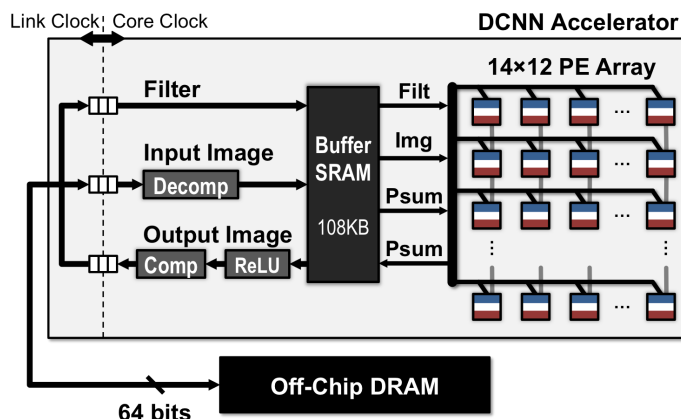 Link Clock Core Clock
DCNN Accelerator
14×12 PE Array
Filter
Input Image
Decomp
Output Image
Comp
ReLU
Buffer
SRAM
108KB
Filt
Img
Psum
Psum
...
...
...
...
...
...
Off-Chip DRAM
64 bits